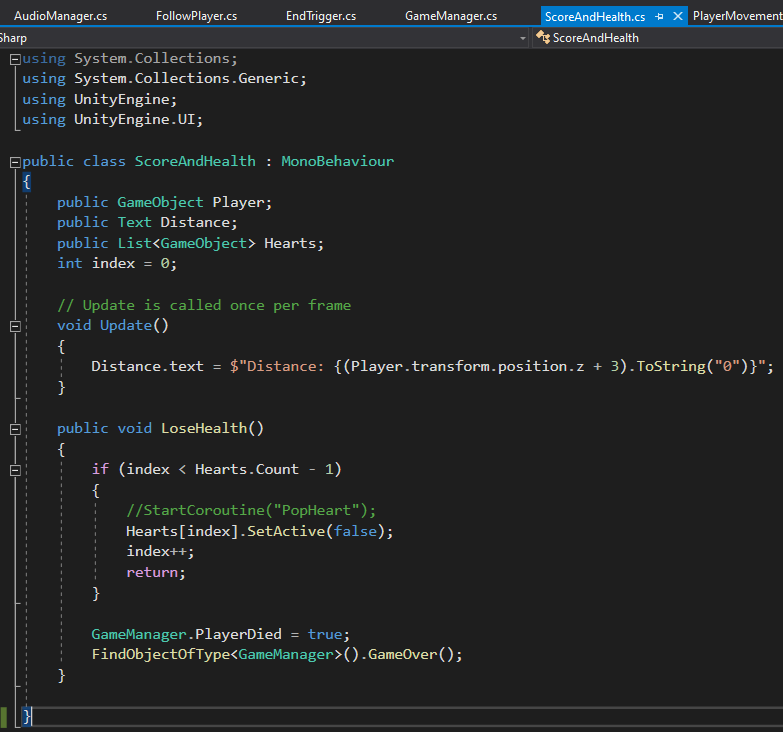 AudioManager.cs FollowPlayer.cs EndTrigger.cs GameManager.cs ScoreAndHealth.cs PlayerMovement
Sharp ScoreAndHealth
using System.Collections;
using System.Collections.Generic;
using UnityEngine;
using UnityEngine.UI;
public class ScoreAndHealth : MonoBehaviour
{
public GameObject Player;
public Text Distance;
public List<GameObject> Hearts;
int index = 0;
// Update is called once per frame
void Update()
{
Distance.text = $"Distance: {(Player.transform.position.z + 3).ToString("0")}";
}
public void LoseHealth()
{
if (index < Hearts.Count - 1)
{
//StartCoroutine("PopHeart");
Hearts[index].SetActive(false);
index++;
return;
}
GameManager.PlayerDied = true;
FindObjectOfType<GameManager>().GameOver();
}
}